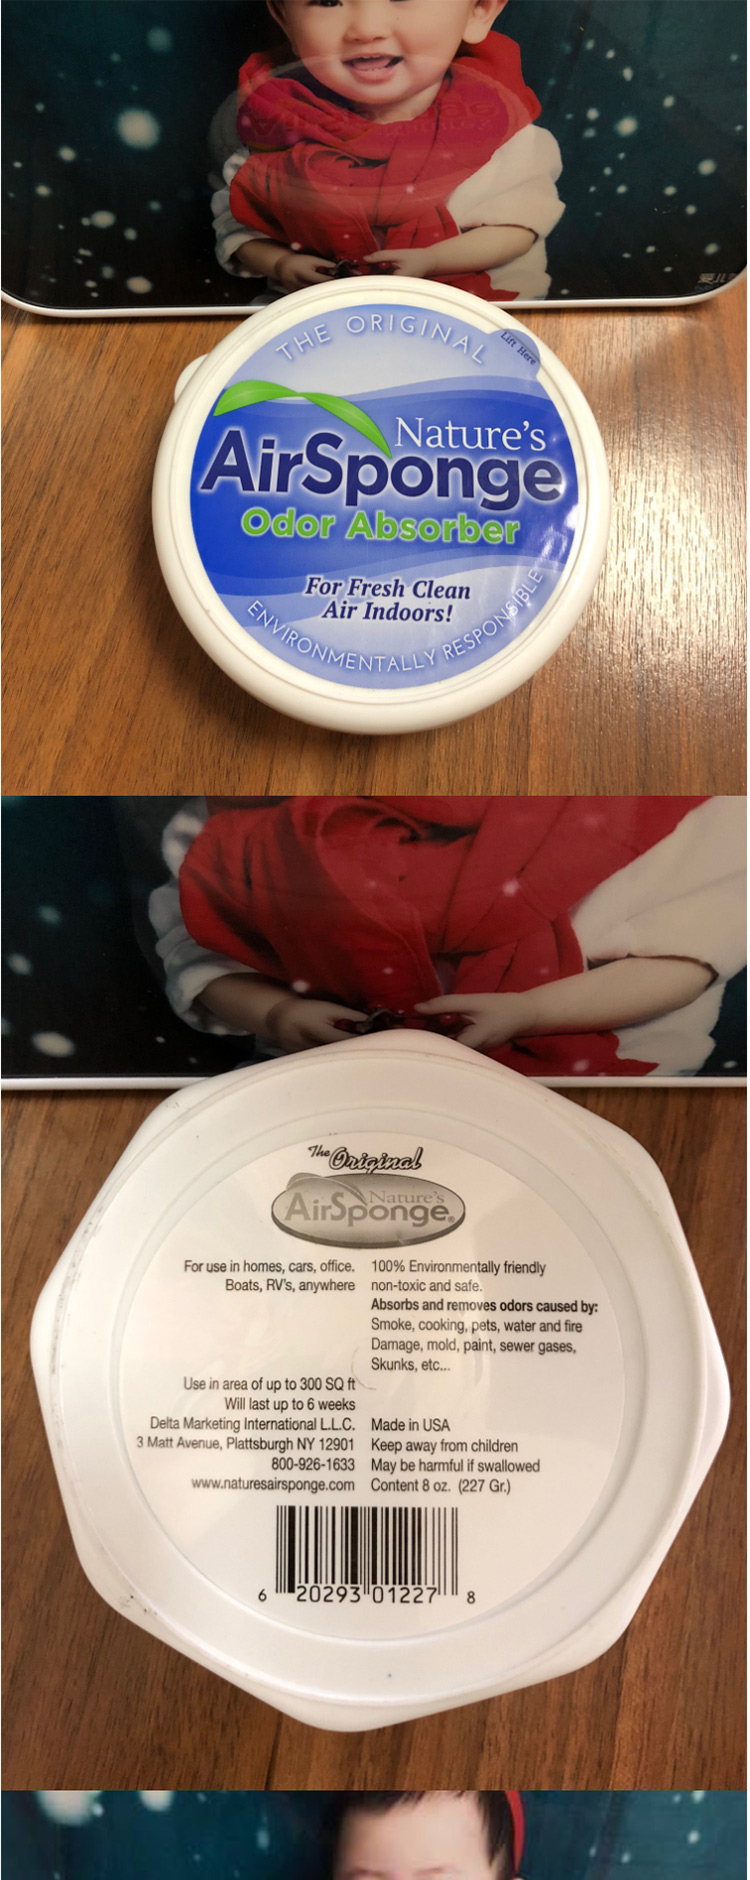 THE ORIGINAL
Lift Here
Nature's
AirSponge
Odor Absorber
For Fresh Clean
Air Indoors!
ENVIRONMENTALLY RESPONSIBLE
The Original
Nature's
AirSponge®
For use in homes, cars, office.
Boats, RV's, anywhere
100% Environmentally friendly
non-toxic and safe.
Absorbs and removes odors caused by:
Smoke, cooking, pets, water and fire
Damage, mold, paint, sewer gases,
Skunks, etc...
Use in area of up to 300 SQ ft
Will last up to 6 weeks
Delta Marketing International L.L.C.
3 Matt Avenue, Plattsburgh NY 12901
800-926-1633
www.naturesairsponge.com
Made in USA
Keep away from children
May be harmful if swallowed
Content 8 oz. (227 Gr.)
6 20293 01227 8